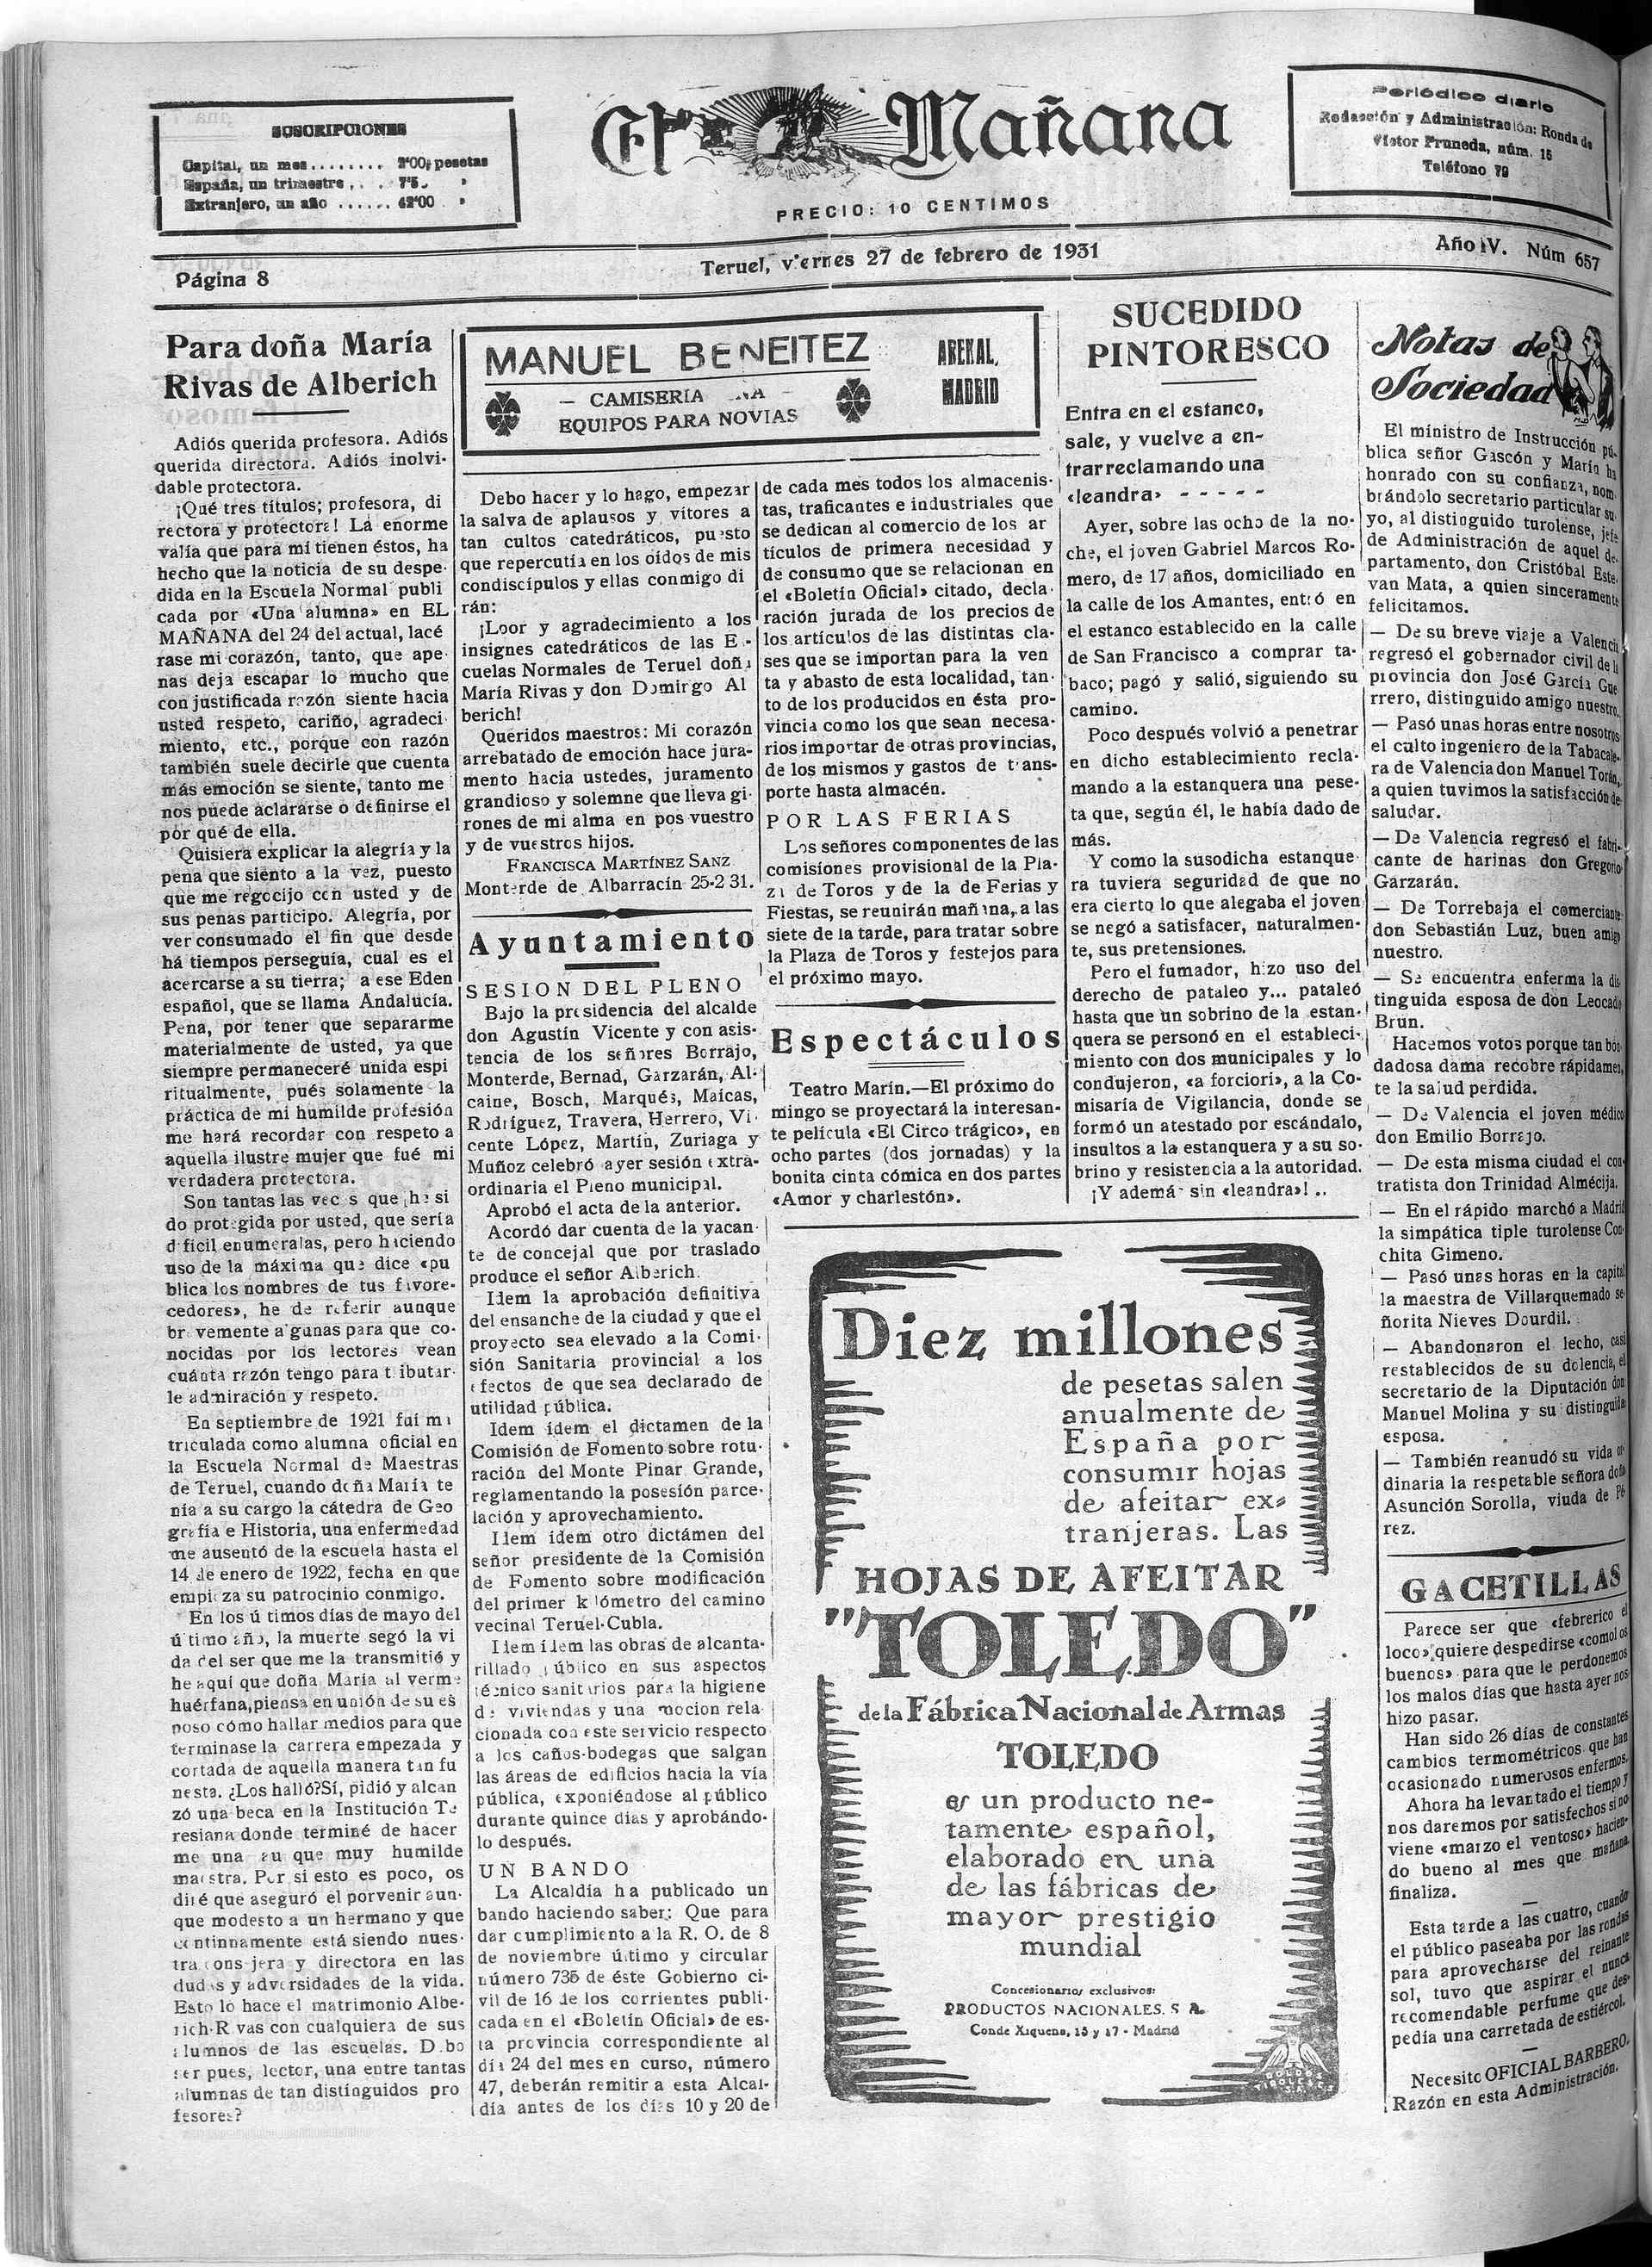 SUSCRIPCIONES
Capital, un mes ........ 2'00 pesetas
España, un trimestre .... 7'5
Extranjero, un año ...... 42'00
El Mañana
PRECIO: 10 CENTIMOS
Periódico diario
Redacción y Administración: Ronda de
Víctor Pruneda, núm. 15
Teléfono 79
Página 8
Teruel, viernes 27 de febrero de 1931
Año IV. Núm 657
Para doña María
Rivas de Alberich
Adiós querida profesora. Adiós
querida directora. Adiós inolvi-
dable protectora.
¡Qué tres títulos; profesora, di
rectora y protectora! La enorme
valía que para mí tienen éstos, ha
hecho que la noticia de su despe-
dida en la Escuela Normal publi
cada por «Una alumna» en EL
MAÑANA del 24 del actual, lacé
rase mi corazón, tanto, que ape-
nas deja escapar lo mucho que
con justificada razón siente hacia
usted respeto, cariño, agradeci-
miento, etc., porque con razón
también suele decirle que cuenta
más emoción se siente, tanto me
nos puede aclararse o definirse el
por qué de ella.
Quisiera explicar la alegría y la
pena que siento a la vez, puesto
que me regocijo con usted y de
sus penas participo. Alegría, por
ver consumado el fin que desde
há tiempos perseguía, cual es el
acercarse a su tierra; a ese Eden
español, que se llama Andalucía.
Pena, por tener que separarme
materialmente de usted, ya que
siempre permaneceré unida espi
ritualmente, pués solamente la
práctica de mi humilde profesión
me hará recordar con respeto a
aquella ilustre mujer que fué mi
verdadera protectora.
Son tantas las veces que he si
do protegida por usted, que sería
difícil enumeralas, pero haciendo
uso de la máxima que dice «pu
blica los nombres de tus favore-
cedores», he de referir aunque
brevemente algunas para que co-
nocidas por los lectores vean
cuánta razón tengo para tributar-
le admiración y respeto.
En septiembre de 1921 fui ma
triculada como alumna oficial en
la Escuela Normal de Maestras
de Teruel, cuando doña María te
nía a su cargo la cátedra de Geo
grafía e Historia, una enfermedad
me ausentó de la escuela hasta el
14 de enero de 1922, fecha en que
empieza su patrocinio conmigo.
En los últimos días de mayo del
último año, la muerte segó la vi
da del ser que me la transmitió y
he aquí que doña María al verme
huérfana, piensa en unión de su es
poso cómo hallar medios para que
terminase la carrera empezada y
cortada de aquella manera tan fu
nesta. ¿Los halló? Sí, pidió y alcan
zó una beca en la Institución Te
resiana donde terminé de hacer
me una aunque muy humilde
maestra. Por si esto es poco, os
diré que aseguró el porvenir aun-
que modesto a un hermano y que
continnamente está siendo nues-
tra consejera y directora en las
dudas y adversidades de la vida.
Esto lo hace el matrimonio Albe-
rich-Rivas con cualquiera de sus
alumnos de las escuelas. Debo
ser pues, lector, una entre tantas
alumnas de tan distinguidos pro
fesores?
MANUEL BENEITEZ
— CAMISERIA
EQUIPOS PARA NOVIAS
ARENAL,
MADRID
Debo hacer y lo hago, empezar
la salva de aplausos y vítores a
tan cultos catedráticos, puesto
que repercutía en los oídos de mis
condiscípulos y ellas conmigo di
rán:
¡Loor y agradecimiento a los
insignes catedráticos de las Es-
cuelas Normales de Teruel doña
María Rivas y don Domingo Al
berich!
Queridos maestros: Mi corazón
arrebatado de emoción hace jura-
mento hacia ustedes, juramento
grandioso y solemne que lleva gi-
rones de mi alma en pos vuestro
y de vuestros hijos.
FRANCISCA MARTÍNEZ SANZ
Monterde de Albarracín 25-2 31.
Ayuntamiento
SESION DEL PLENO
Bajo la presidencia del alcalde
don Agustín Vicente y con asis-
tencia de los señores Borrajo,
Monterde, Bernad, Garzarán, Al-
caine, Bosch, Marqués, Maicas,
Rodríguez, Travera, Herrero, Vi-
cente López, Martín, Zuriaga y
Muñoz celebró ayer sesión extra-
ordinaria el Pleno municipal.
Aprobó el acta de la anterior.
Acordó dar cuenta de la vacan-
te de concejal que por traslado
produce el señor Alberich.
Idem la aprobación definitiva
del ensanche de la ciudad y que el
proyecto sea elevado a la Comi-
sión Sanitaria provincial a los
efectos de que sea declarado de
utilidad pública.
Idem ídem el dictamen de la
Comisión de Fomento sobre rotu-
ración del Monte Pinar Grande,
reglamentando la posesión parce-
lación y aprovechamiento.
Idem ídem otro dictámen del
señor presidente de la Comisión
de Fomento sobre modificación
del primer kilómetro del camino
vecinal Teruel-Cubla.
Idem ídem las obras de alcanta-
rillado público en sus aspectos
técnico sanitarios para la higiene
de viviendas y una mocion rela-
cionada con este servicio respecto
a los caños-bodegas que salgan
las áreas de edificios hacia la vía
pública, exponiéndose al público
durante quince días y aprobándo-
lo después.
UN BANDO
La Alcaldía ha publicado un
bando haciendo saber: Que para
dar cumplimiento a la R. O. de 8
de noviembre último y circular
número 735 de éste Gobierno ci-
vil de 16 de los corrientes publi-
cada en el «Boletín Oficial» de es-
ta provincia correspondiente al
día 24 del mes en curso, número
47, deberán remitir a esta Alcal-
día antes de los días 10 y 20 de
de cada mes todos los almacenis-
tas, traficantes e industriales que
se dedican al comercio de los ar
tículos de primera necesidad y
de consumo que se relacionan en
el «Boletín Oficial» citado, decla-
ración jurada de los precios de
los artículos de las distintas cla-
ses que se importan para la ven
ta y abasto de esta localidad, tan-
to de los producidos en ésta pro-
vincia como los que sean necesa-
rios importar de otras provincias,
de los mismos y gastos de trans-
porte hasta almacén.
POR LAS FERIAS
Los señores componentes de las
comisiones provisional de la Pla-
za de Toros y de la de Ferias y
Fiestas, se reunirán mañana, a las
siete de la tarde, para tratar sobre
la Plaza de Toros y festejos para
el próximo mayo.
Espectáculos
Teatro Marín.—El próximo do
mingo se proyectará la interesan-
te película «El Circo trágico», en
ocho partes (dos jornadas) y la
bonita cinta cómica en dos partes
«Amor y charlestón».
SUCEDIDO
PINTORESCO
Entra en el estanco,
sale, y vuelve a en-
trar reclamando una
«leandra» - - - - -
Ayer, sobre las ocho de la no-
che, el joven Gabriel Marcos Ro-
mero, de 17 años, domiciliado en
la calle de los Amantes, entró en
el estanco establecido en la calle
de San Francisco a comprar ta-
baco; pagó y salió, siguiendo su
camino.
Poco después volvió a penetrar
en dicho establecimiento recla-
mando a la estanquera una pese-
ta que, según él, le había dado de
más.
Y como la susodicha estanque-
ra tuviera seguridad de que no
era cierto lo que alegaba el joven
se negó a satisfacer, naturalmen-
te, sus pretensiones.
Pero el fumador, hizo uso del
derecho de pataleo y... pataleó
hasta que un sobrino de la estan-
quera se personó en el estableci-
miento con dos municipales y lo
condujeron, «a forciori», a la Co-
misaría de Vigilancia, donde se
formó un atestado por escándalo,
insultos a la estanquera y a su so-
brino y resistencia a la autoridad.
¡Y además sin «leandra»! ..
Diez millones
de pesetas salen
anualmente de
España por
consumir hojas
de afeitar ex-
tranjeras. Las
HOJAS DE AFEITAR
"TOLEDO"
de la Fábrica Nacional de Armas
TOLEDO
es un producto ne-
tamente español,
elaborado en una
de las fábricas de
mayor prestigio
mundial
Concesionarios exclusivos:
PRODUCTOS NACIONALES, S A.
Conde Xiquena, 15 y 17 - Madrid
Notas de
Sociedad
El ministro de Instrucción pú-
blica señor Gascón y Marín ha
honrado con su confianza, nom-
brándolo secretario particular su-
yo, al distinguido turolense, jefe
de Administración de aquel de-
partamento, don Cristóbal Este-
van Mata, a quien sinceramente
felicitamos.
— De su breve viaje a Valencia
regresó el gobernador civil de la
provincia don José García Gue
rrero, distinguido amigo nuestro.
— Pasó unas horas entre nosotros
el culto ingeniero de la Tabacale-
ra de Valencia don Manuel Torán,
a quien tuvimos la satisfacción de
saludar.
— De Valencia regresó el fabri-
cante de harinas don Gregorio
Garzarán.
— De Torrebaja el comerciante
don Sebastián Luz, buen amigo
nuestro.
— Se encuentra enferma la dis
tinguida esposa de don Leocadio
Brun.
Hacemos votos porque tan bon
dadosa dama recobre rápidamen-
te la salud perdida.
— De Valencia el joven médico
don Emilio Borrajo.
— De esta misma ciudad el con-
tratista don Trinidad Almécija.
— En el rápido marchó a Madrid
la simpática tiple turolense Con-
chita Gimeno.
— Pasó unas horas en la capital
la maestra de Villarquemado se-
ñorita Nieves Dourdil.
— Abandonaron el lecho, casi
restablecidos de su dolencia, el
secretario de la Diputación don
Manuel Molina y su distinguida
esposa.
— También reanudó su vida or-
dinaria la respetable señora doña
Asunción Sorolla, viuda de Pé-
rez.
GACETILLAS
Parece ser que «febrerico el
loco» quiere despedirse «como los
buenos» para que le perdonemos
los malos días que hasta ayer nos
hizo pasar.
Han sido 26 días de constantes
cambios termométricos que han
ocasionado numerosos enfermos.
Ahora ha levantado el tiempo y
nos daremos por satisfechos si no
viene «marzo el ventoso» hacien-
do bueno al mes que mañana
finaliza.
Esta tarde a las cuatro, cuando
el público paseaba por las rondas
para aprovecharse del reinante
sol, tuvo que aspirar el nunca
recomendable perfume que des-
pedía una carretada de estiércol.
Necesito OFICIAL BARBERO.
Razón en esta Administración.